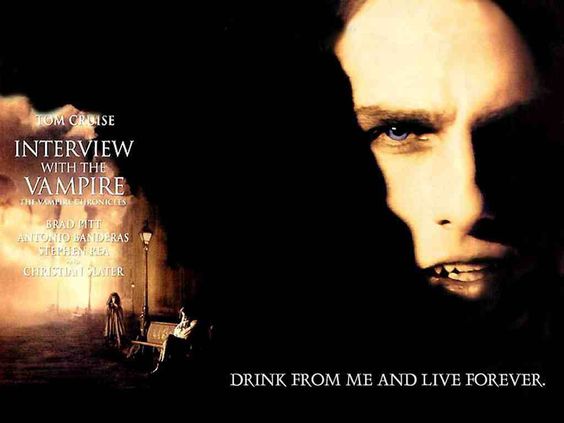 TOM CRUISE
INTERVIEW
WITH THE
VAMPIRE
THE VAMPIRE CHRONICLES
BRAD PITT
ANTONIO BANDERAS
STEPHEN REA
AND
CHRISTIAN SLATER
DRINK FROM ME AND LIVE FOREVER.